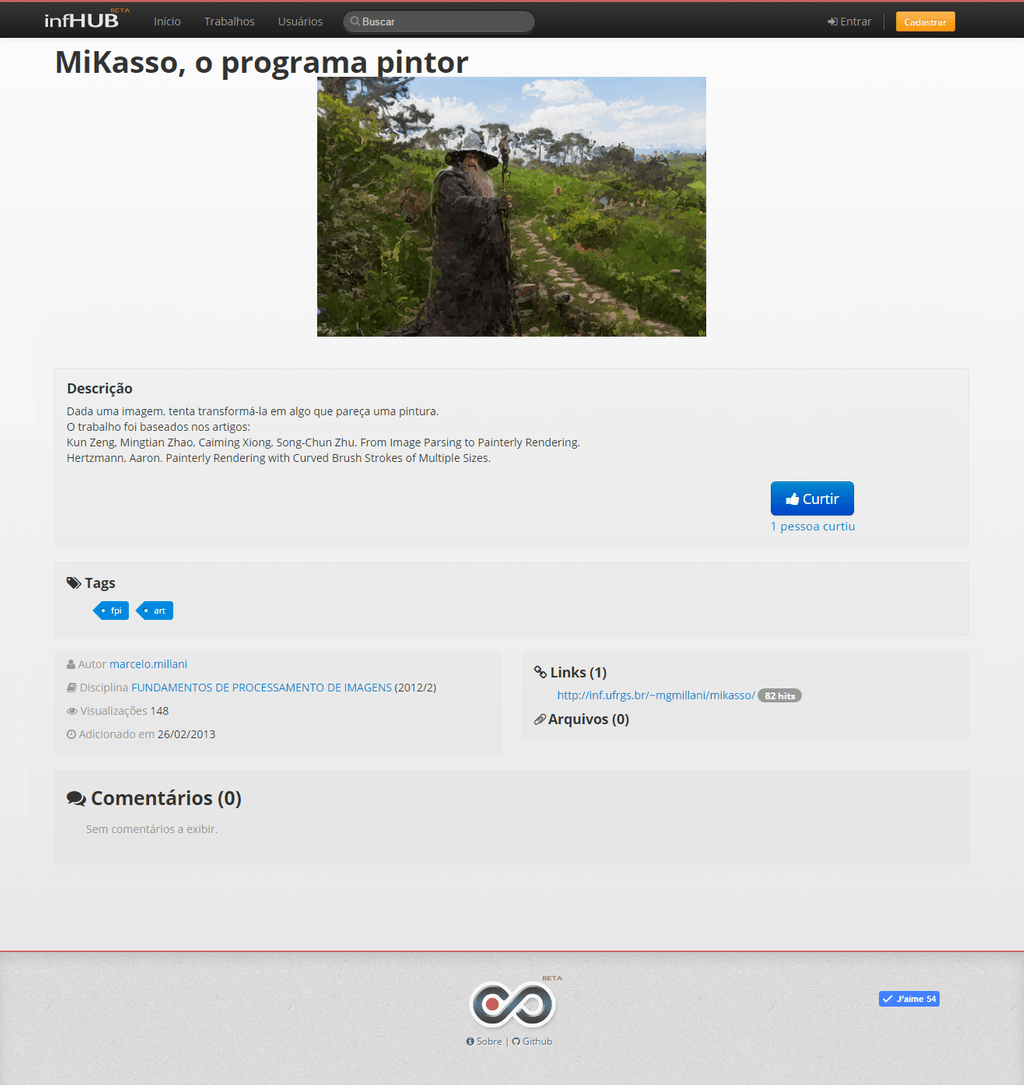 infHUB BETA Início Trabalhos Usuários Buscar Entrar Cadastrar
MiKasso, o programa pintor
Descrição
Dada uma imagem, tenta transformá-la em algo que pareça uma pintura.
O trabalho foi baseados nos artigos:
Kun Zeng, Mingtian Zhao, Caiming Xiong, Song-Chun Zhu. From Image Parsing to Painterly Rendering.
Hertzmann, Aaron. Painterly Rendering with Curved Brush Strokes of Multiple Sizes.
Curtir
1 pessoa curtiu
Tags
fpi art
Autor marcelo.millani
Disciplina FUNDAMENTOS DE PROCESSAMENTO DE IMAGENS (2012/2)
Visualizações 148
Adicionado em 26/02/2013
Links (1)
http://inf.ufrgs.br/~mgmillani/mikasso/ 82 hits
Arquivos (0)
Comentários (0)
Sem comentários a exibir.
BETA
J'aime 54
Sobre | Github